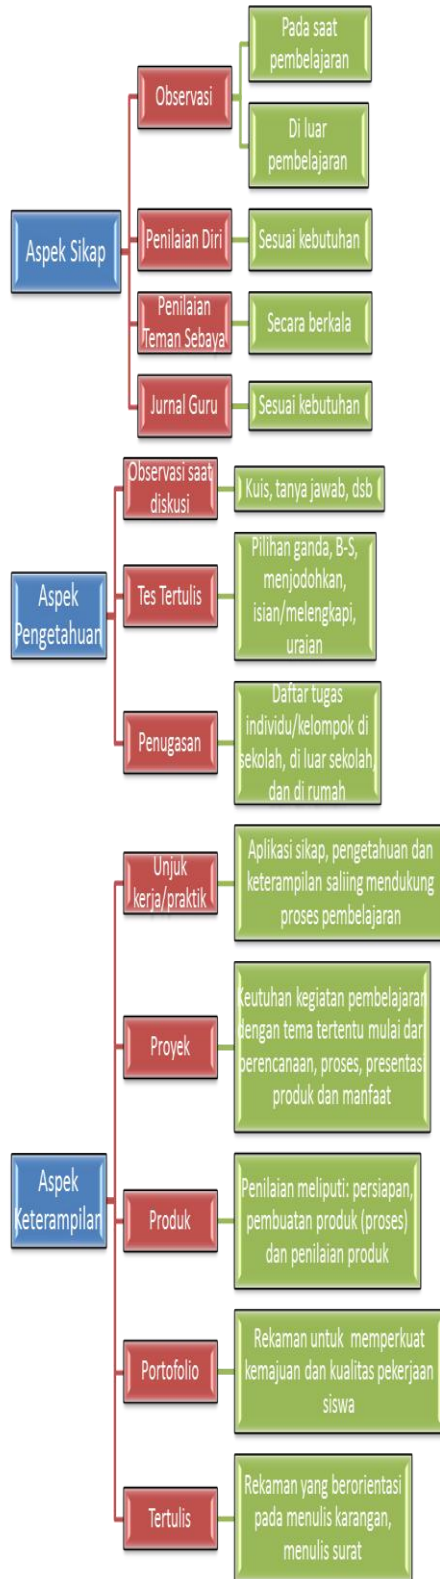 Aspek Sikap
Observasi
Pada saat
pembelajaran
Di luar
pembelajaran
Penilaian Diri
Sesuai kebutuhan
Penilaian
Teman Sebaya
Secara berkala
Jurnal Guru
Sesuai kebutuhan
Aspek
Pengetahuan
Observasi saat
diskusi
Kuis, tanya jawab, dsb
Tes Tertulis
Pilihan ganda, B-S,
menjodohkan,
isian/melengkapi,
uraian
Penugasan
Daftar tugas
individu/kelompok di
sekolah, di luar sekolah,
dan di rumah
Aspek
Keterampilan
Unjuk
kerja/praktik
Aplikasi sikap, pengetahuan dan
keterampilan saliing mendukung
proses pembelajaran
Proyek
Keutuhan kegiatan pembelajaran
dengan tema tertentu mulai dari
perencanaan, proses, presentasi
produk dan manfaat
Produk
Penilaian meliputi: persiapan,
pembuatan produk (proses)
dan penilaian produk
Portofolio
Rekaman untuk memperkuat
kemajuan dan kualitas pekerjaan
siswa
Tertulis
Rekaman yang berorientasi
pada menulis karangan,
menulis surat